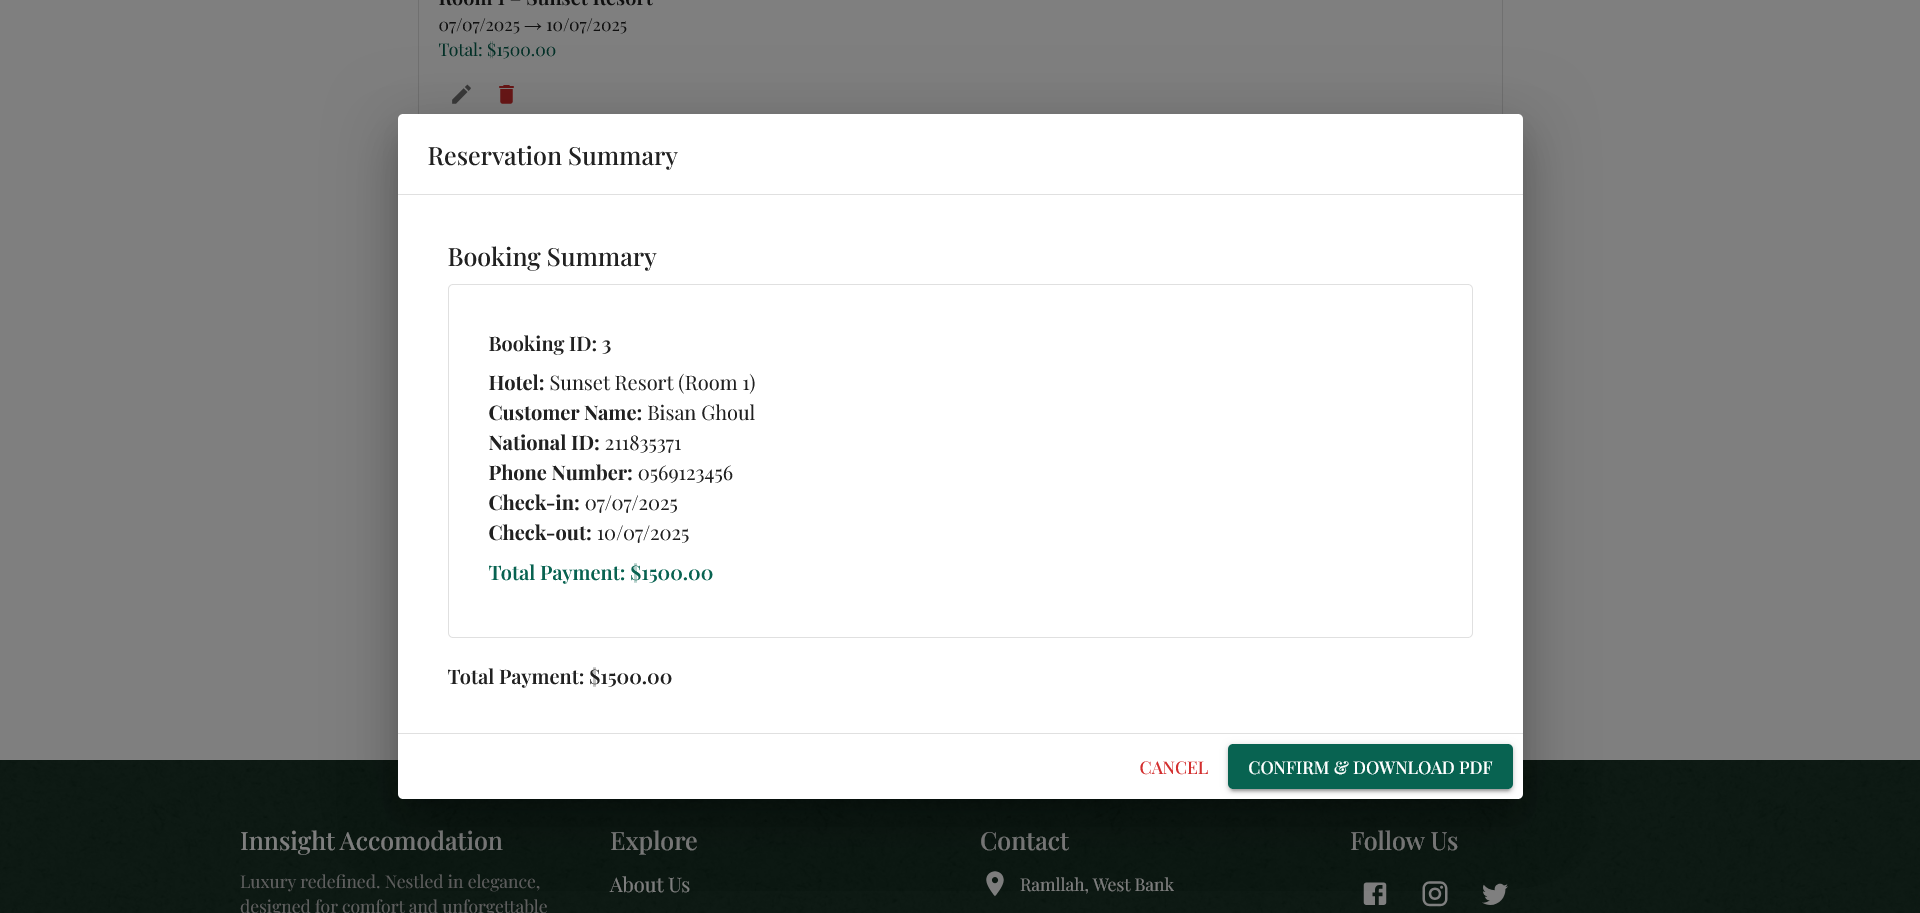 Room 1 – Sunset Resort
07/07/2025 → 10/07/2025
Total: $1500.00
Reservation Summary
Booking Summary
Booking ID: 3
Hotel: Sunset Resort (Room 1)
Customer Name: Bisan Ghoul
National ID: 211835371
Phone Number: 0569123456
Check-in: 07/07/2025
Check-out: 10/07/2025
Total Payment: $1500.00
Total Payment: $1500.00
CANCEL
CONFIRM & DOWNLOAD PDF
Innsight Accomodation
Explore
Contact
Follow Us
Luxury redefined. Nestled in elegance,
About Us
Ramllah, West Bank
designed for comfort and unforgettable